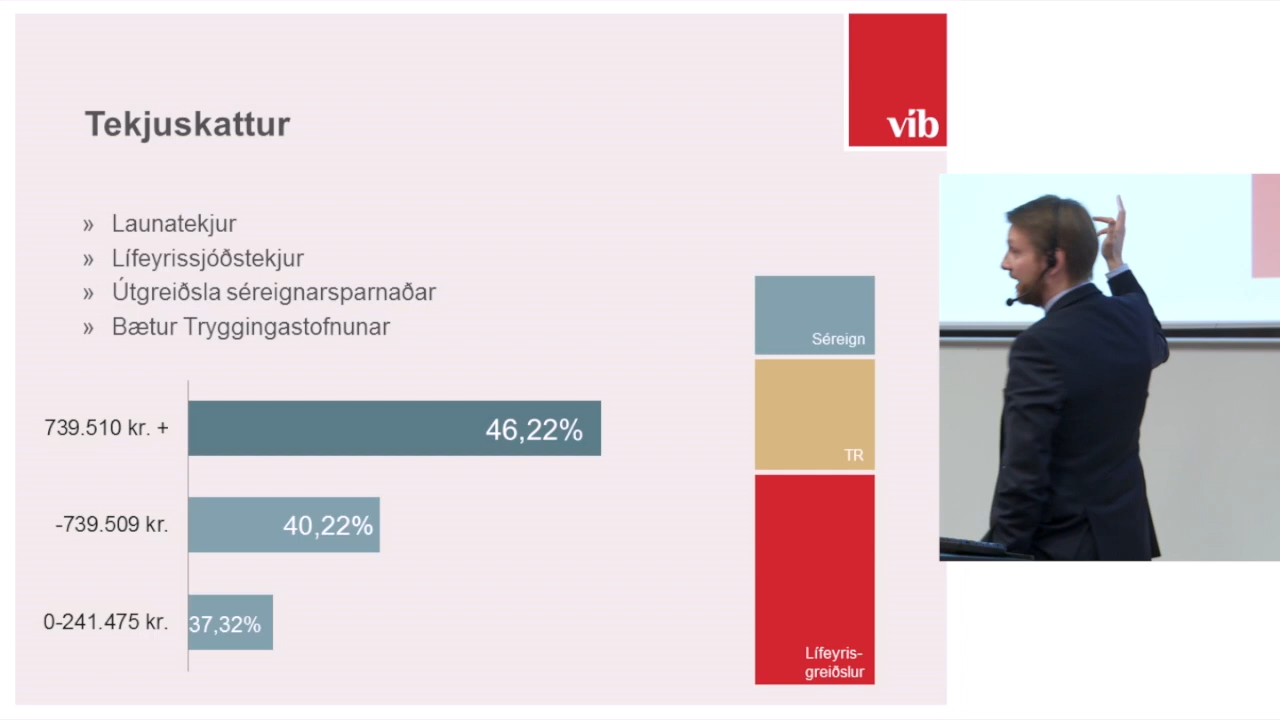 víb
Tekjuskattur
» Launatekjur
» Lífeyrissjóðstekjur
» Útgreiðsla séreignarsparnaðar
» Bætur Tryggingastofnunar
739.510 kr. +
46,22%
-739.509 kr.
40,22%
0-241.475 kr.
37,32%
Séreign
TR
Lífeyris-
greiðslur